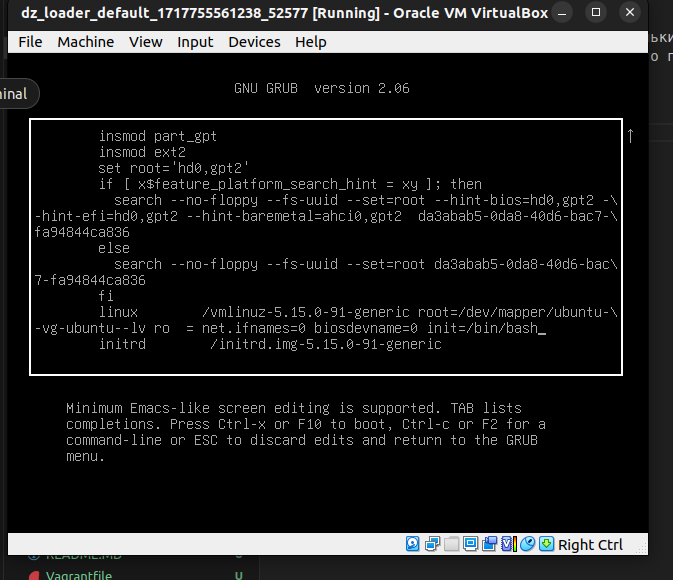 dz_loader_default_1717755561238_52577 [Running] - Oracle VM VirtualBox
File Machine View Input Devices Help
ьки
о п
inal
GNU GRUB version 2.06
insmod part_gpt
insmod ext2
set root='hd0,gpt2'
if [ x$feature_platform_search_hint = xy ]; then
search --no-floppy --fs-uuid --set=root --hint-bios=hd0,gpt2 -\
-hint-efi=hd0,gpt2 --hint-baremetal=ahci0,gpt2 da3abab5-0da8-40d6-bac7-\
fa94844ca836
else
search --no-floppy --fs-uuid --set=root da3abab5-0da8-40d6-bac\
7-fa94844ca836
fi
linux /vmlinuz-5.15.0-91-generic root=/dev/mapper/ubuntu-\
-vg-ubuntu--lv ro = net.ifnames=0 biosdevname=0 init=/bin/bash_
initrd /initrd.img-5.15.0-91-generic
Minimum Emacs-like screen editing is supported. TAB lists
completions. Press Ctrl-x or F10 to boot, Ctrl-c or F2 for a
command-line or ESC to discard edits and return to the GRUB
menu.
Right Ctrl
README.MD
Vagrantfile U